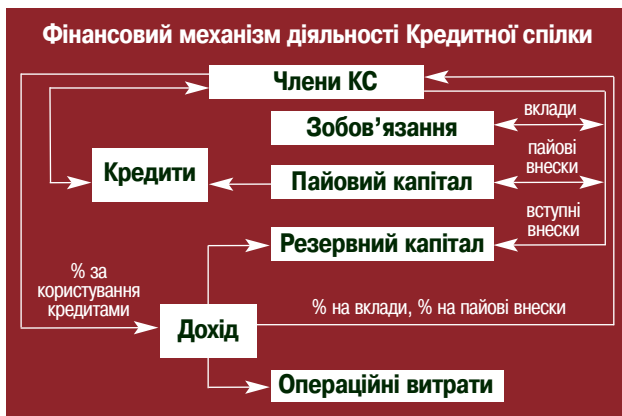 Фінансовий механізм діяльності Кредитної спілки
Члени КС
Зобов’язання
вклади
Кредити
Пайовий капітал
пайові
внески
Резервний капітал
вступні
внески
% за
користування
кредитами
Дохід
% на вклади, % на пайові внески
Операційні витрати